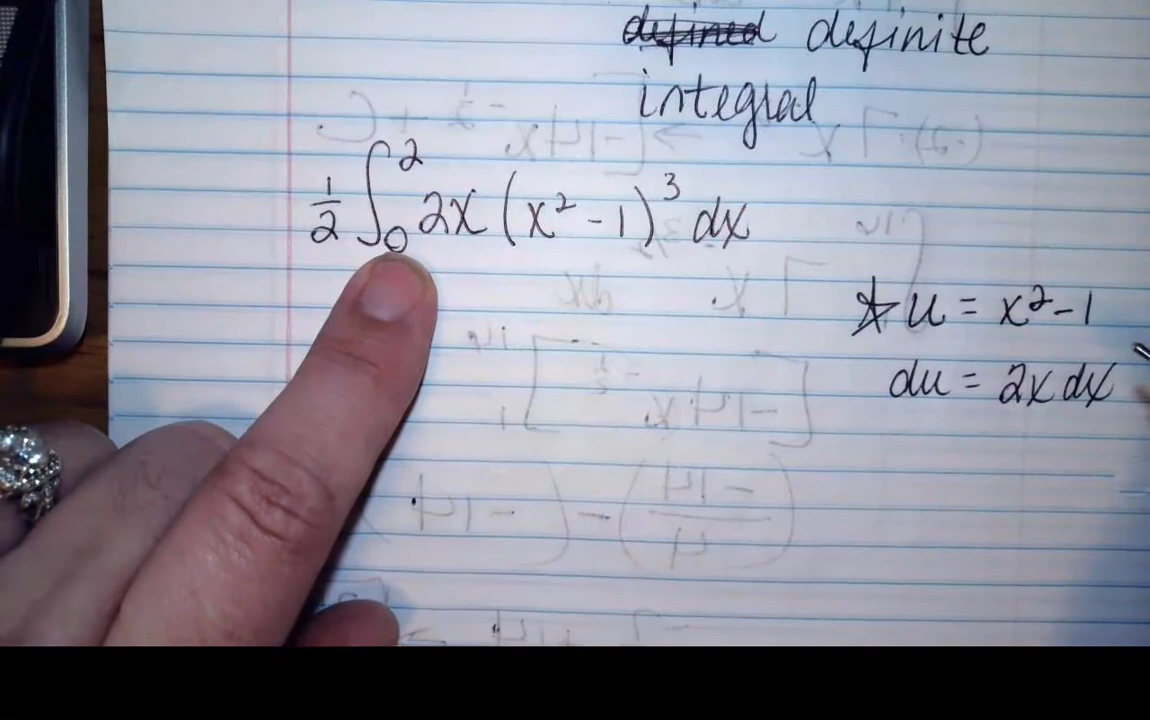 defined definite
integral
½ ∫₀² 2x (x² - 1)³ dx
☆ u = x² - 1
du = 2x dx